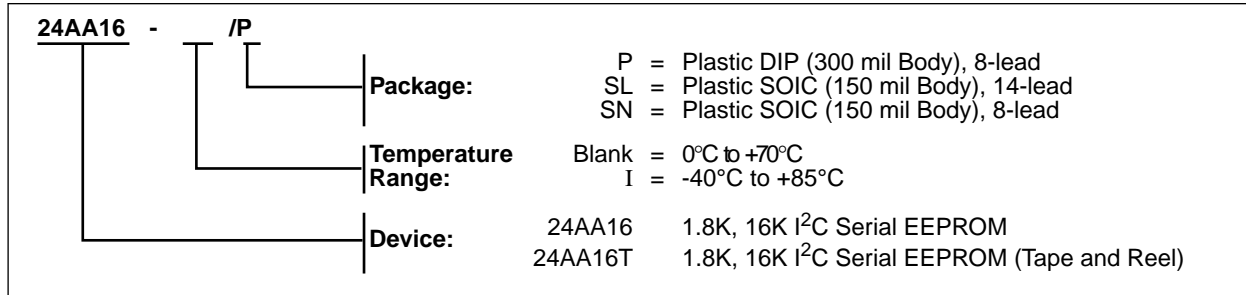 24AA16 - /P
Package: P = Plastic DIP (300 mil Body), 8-lead
SL = Plastic SOIC (150 mil Body), 14-lead
SN = Plastic SOIC (150 mil Body), 8-lead
Temperature Blank = 0°C to +70°C
Range: I = -40°C to +85°C
Device: 24AA16 1.8K, 16K I²C Serial EEPROM
24AA16T 1.8K, 16K I²C Serial EEPROM (Tape and Reel)